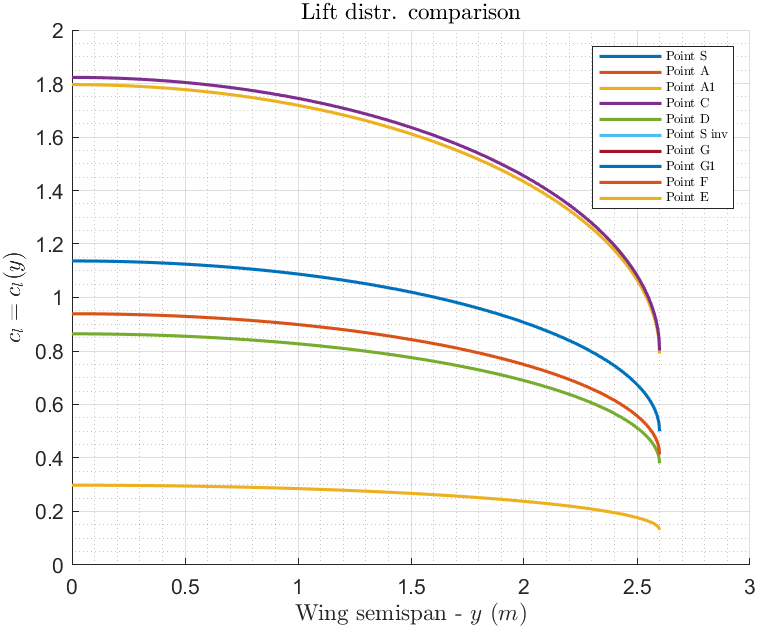 Lift distr. comparison
2
1.8
1.6
1.4
1.2
1
0.8
0.6
0.4
0.2
0
c_l = c_l(y)
Point S
Point A
Point A1
Point C
Point D
Point S inv
Point G
Point G1
Point F
Point E
0
0.5
1
1.5
2
2.5
3
Wing semispan - y (m)